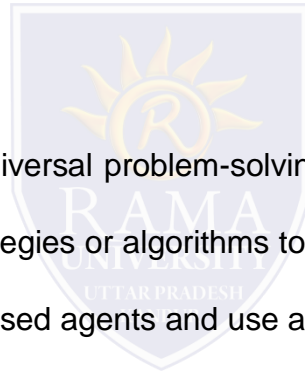 iversal problem-solvin
RAMA
egies or algorithms to
UNIVERSITY
UTTAR PRADESH
sed agents and use a